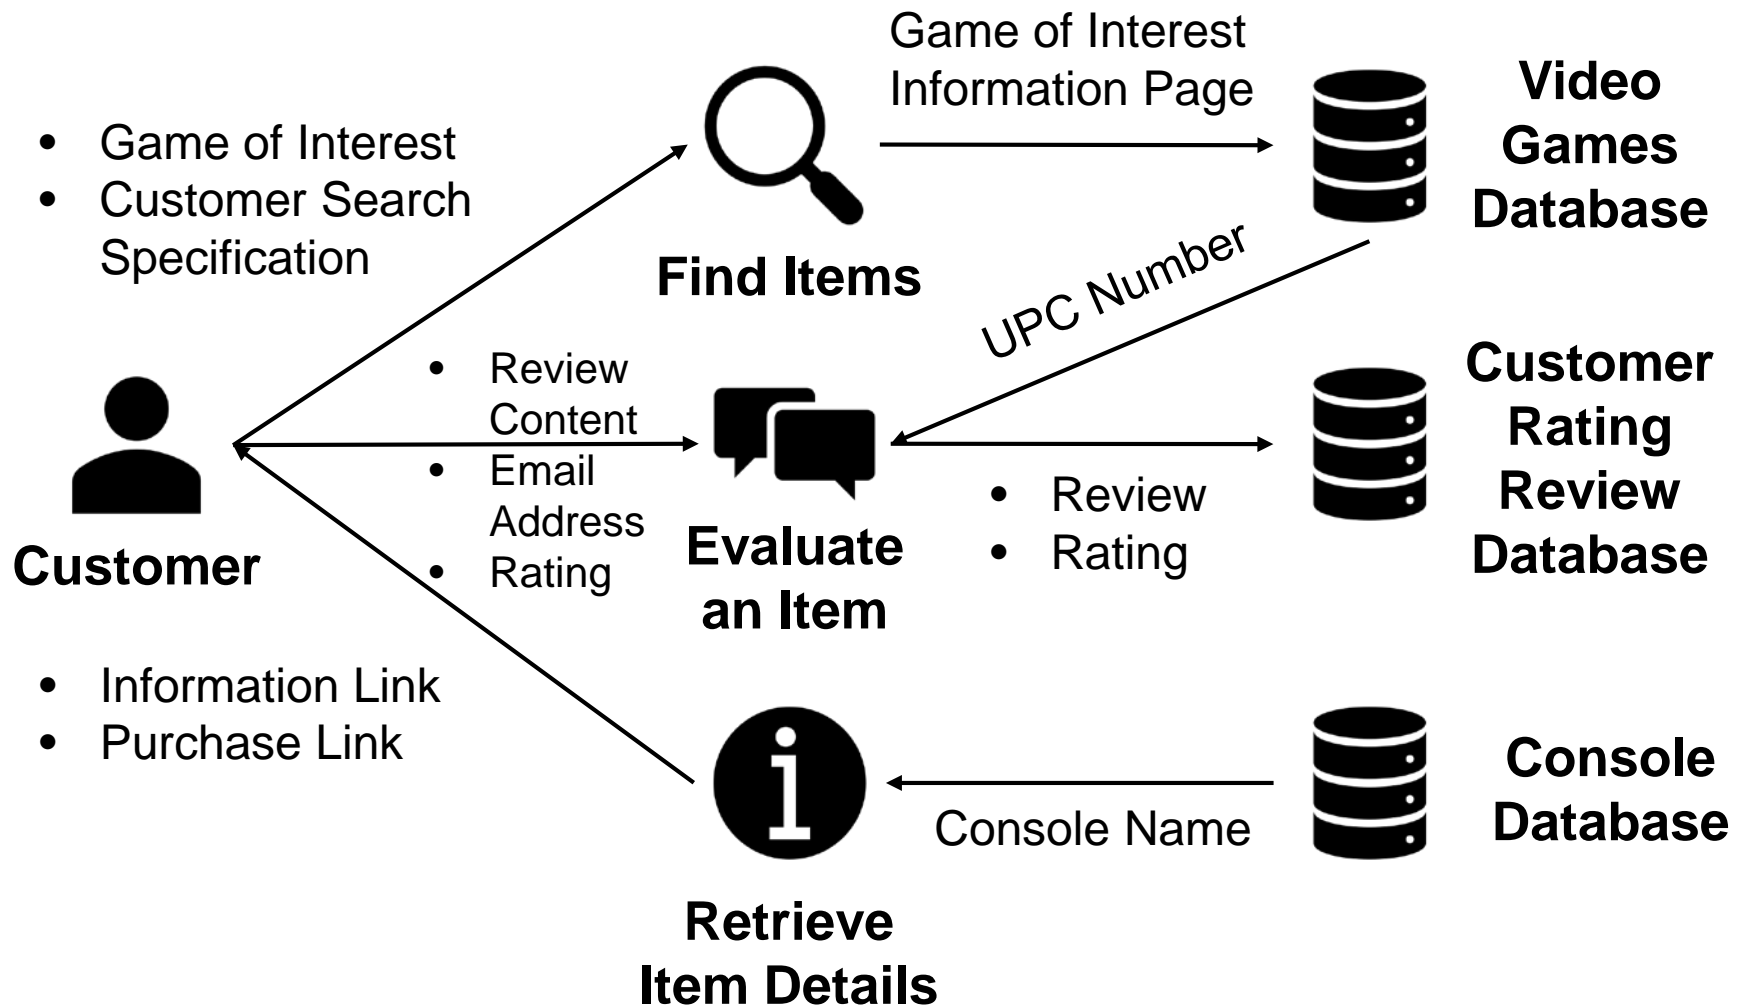 Game of Interest
Information Page
Video
Games
Database
• Game of Interest
• Customer Search
Specification
Find Items
UPC Number
• Review
Content
• Email
Address
• Rating
Customer
Evaluate
an Item
• Review
• Rating
Customer
Rating
Review
Database
• Information Link
• Purchase Link
Console Name
Console
Database
Retrieve
Item Details